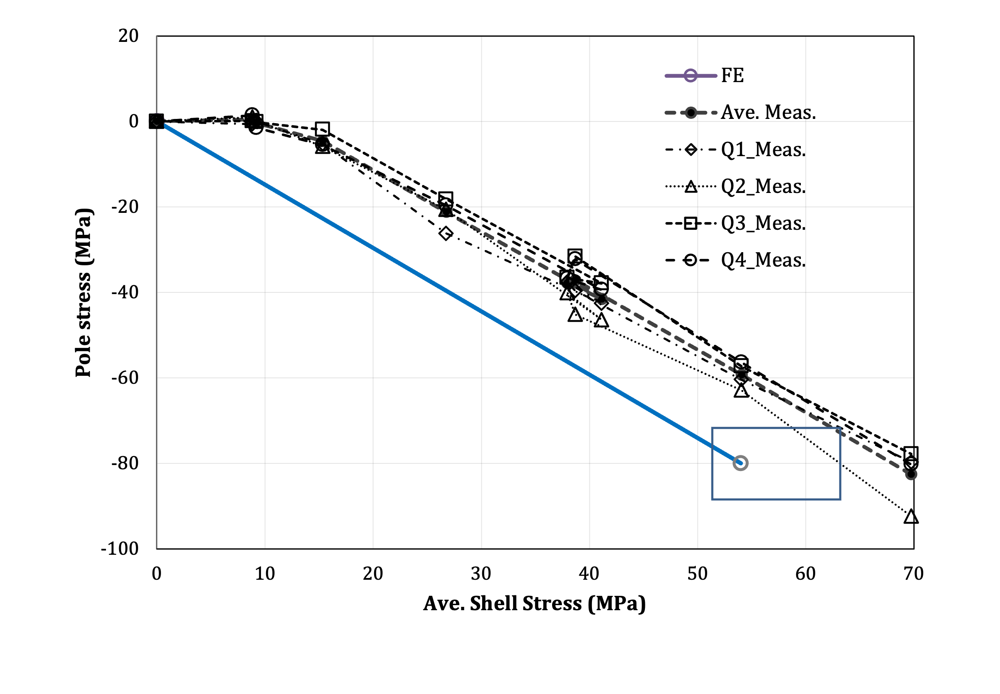 20
0
-20
-40
-60
-80
-100
Pole stress (MPa)
FE
Ave. Meas.
Q1_Meas.
Q2_Meas.
Q3_Meas.
Q4_Meas.
0 10 20 30 40 50 60 70
Ave. Shell Stress (MPa)